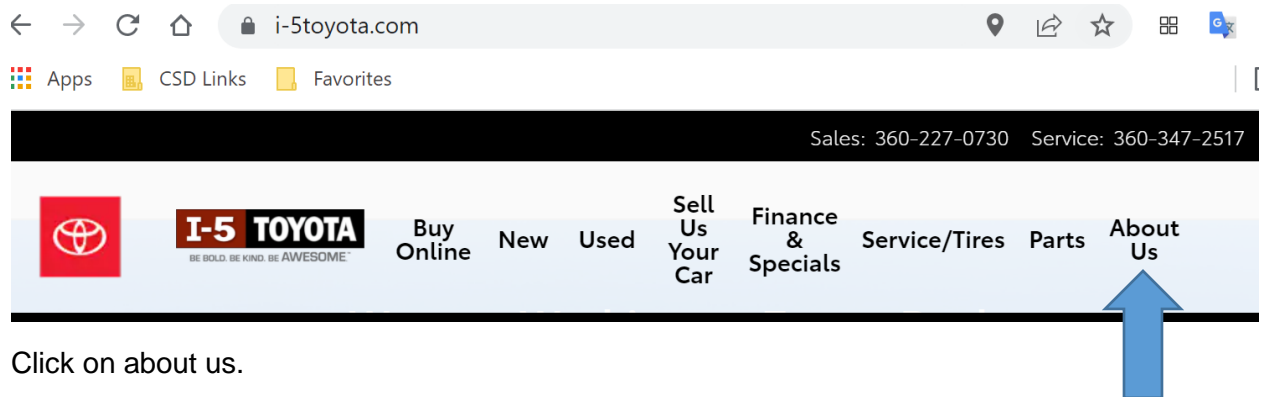 i-5toyota.com
Apps CSD Links Favorites
Sales: 360-227-0730 Service: 360-347-2517
I-5 TOYOTA
BE BOLD. BE KIND. BE AWESOME.
Buy Online
New
Used
Sell Us Your Car
Finance & Specials
Service/Tires
Parts
About Us
Click on about us.